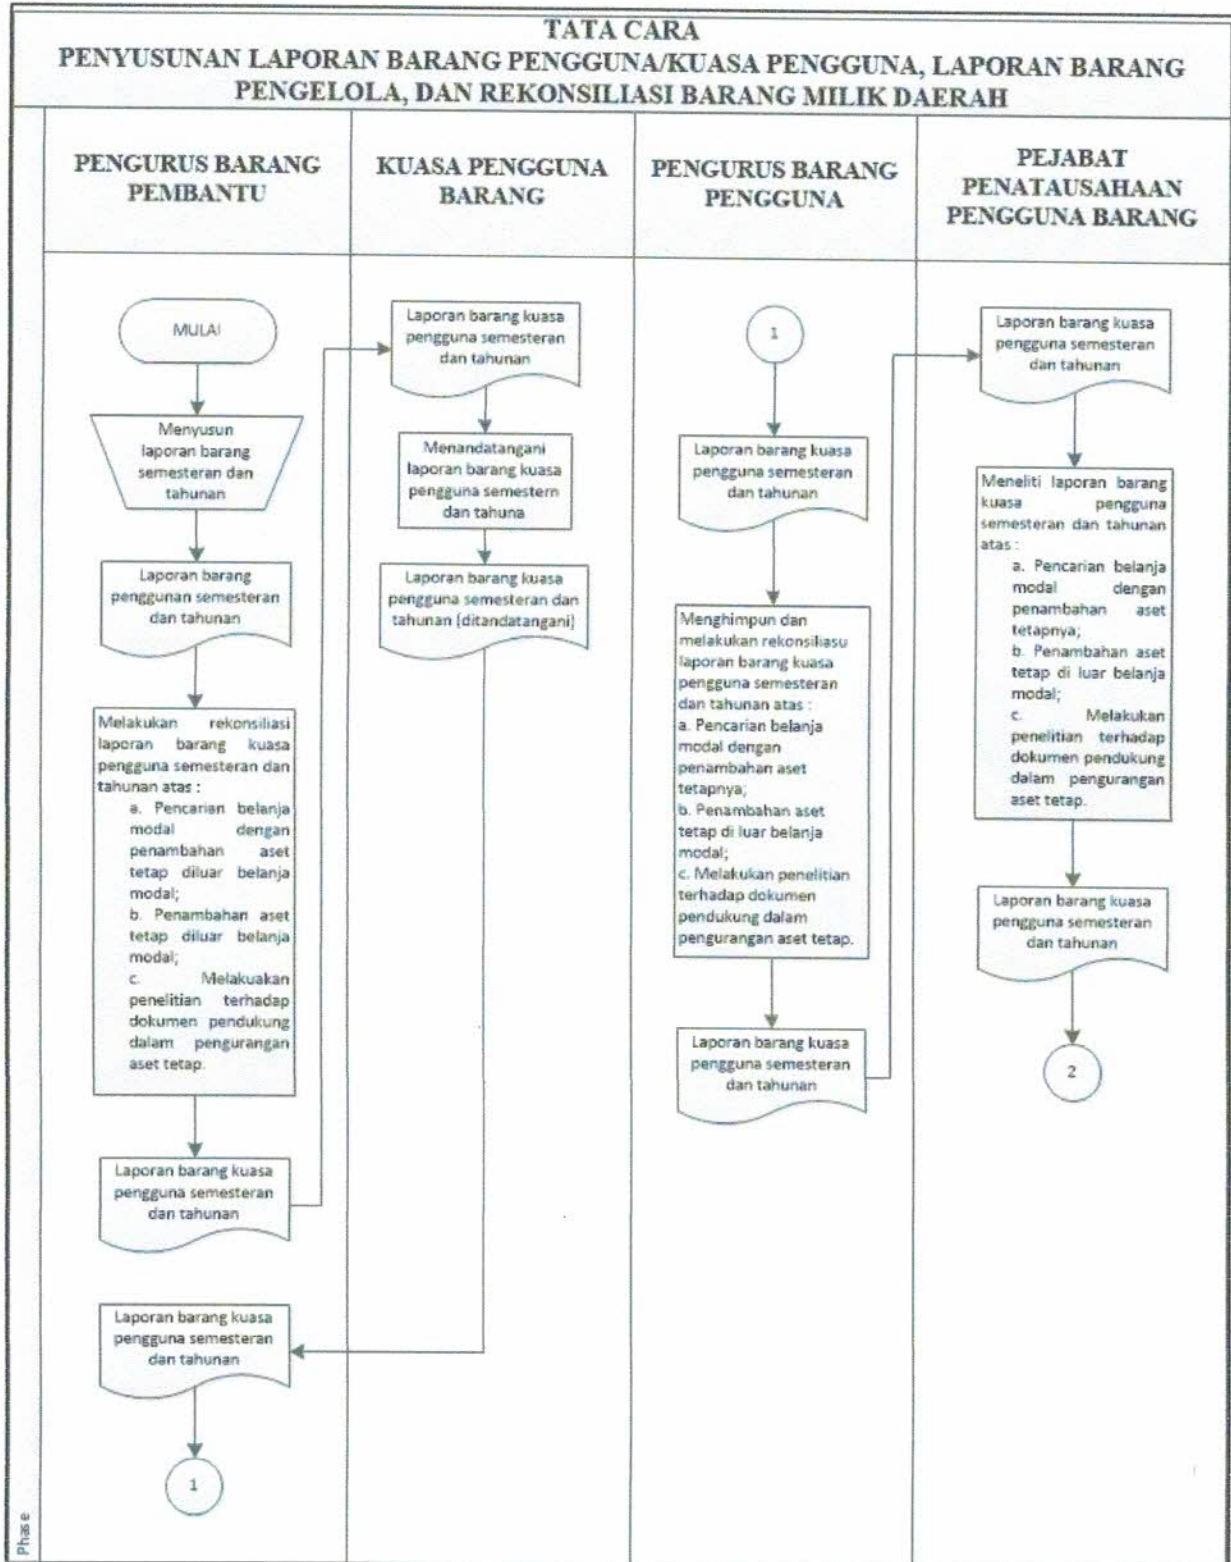 TATA CARA
PENYUSUNAN LAPORAN BARANG PENGGUNA/KUASA PENGGUNA, LAPORAN BARANG
PENGELOLA, DAN REKONSILIASI BARANG MILIK DAERAH
PENGURUS BARANG
PEMBANTU
KUASA PENGGUNA
BARANG
PENGURUS BARANG
PENGGUNA
PEJABAT
PENATAUSAHAAN
PENGGUNA BARANG
MULAI
Menyusun
laporan barang
semesteran dan
tahunan
Laporan barang
penggunan semesteran
dan tahunan
Melakukan rekonsiliasi
laporan barang kuasa
pengguna semesteran dan
tahunan atas :
a. Pencarian belanja
modal dengan
penambahan aset
tetap diluar belanja
modal;
b. Penambahan aset
tetap diluar belanja
modal;
c. Melakuakan
penelitian terhadap
dokumen pendukung
dalam pengurangan
aset tetap.
Laporan barang kuasa
pengguna semesteran
dan tahunan
Laporan barang kuasa
pengguna semesteran
dan tahunan
1
Laporan barang kuasa
pengguna semesteran
dan tahunan
Menandatangani
laporan barang kuasa
pengguna semestern
dan tahuna
Laporan barang kuasa
pengguna semesteran dan
tahunan (ditandatangani)
1
Laporan barang kuasa
pengguna semesteran
dan tahunan
Menghimpun dan
melakukan rekonsiliasu
laporan barang kuasa
pengguna semesteran
dan tahunan atas :
a. Pencarian belanja
modal dengan
penambahan aset
tetapnya;
b. Penambahan aset
tetap di luar belanja
modal;
c. Melakukan penelitian
terhadap dokumen
pendukung dalam
pengurangan aset tetap.
Laporan barang kuasa
pengguna semesteran
dan tahunan
Laporan barang kuasa
pengguna semesteran
dan tahunan
Meneliti laporan barang
kuasa pengguna
semesteran dan tahunan
atas :
a. Pencarian belanja
modal dengan
penambahan aset
tetapnya;
b. Penambahan aset
tetap di luar belanja
modal;
c. Melakukan
penelitian terhadap
dokumen pendukung
dalam pengurangan
aset tetap.
Laporan barang kuasa
pengguna semesteran
dan tahunan
2
Phase